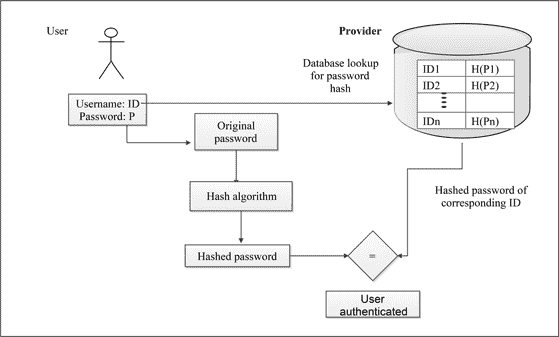 User
Provider
Database lookup
for password
hash
ID1 H(P1)
ID2 H(P2)
IDn H(Pn)
Username: ID
Password: P
Original
password
Hash algorithm
Hashed password of
corresponding ID
Hashed password
=
User
authenticated